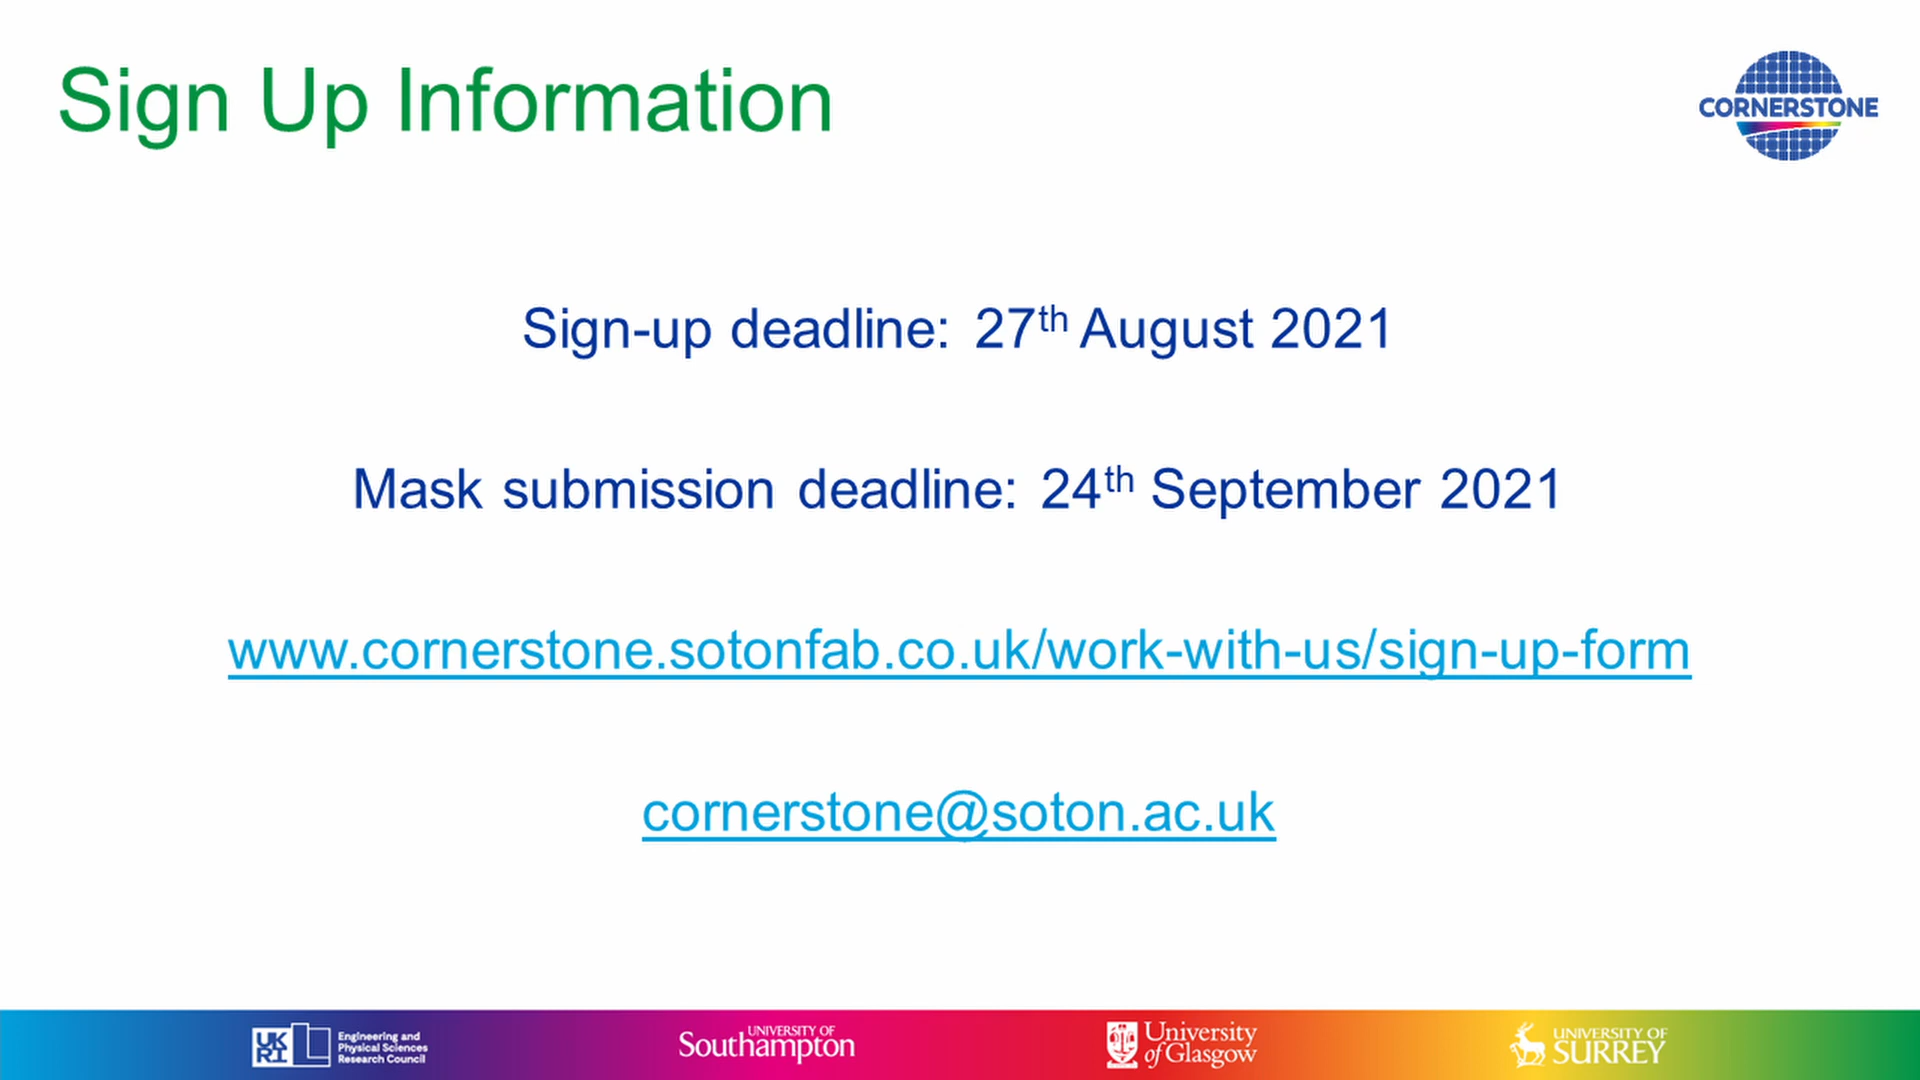 Sign Up Information
CORNERSTONE
Sign-up deadline: 27th August 2021
Mask submission deadline: 24th September 2021
www.cornerstone.sotonfab.co.uk/work-with-us/sign-up-form
cornerstone@soton.ac.uk
UK
RI
Engineering and
Physical Sciences
Research Council
UNIVERSITY OF
Southampton
University
of Glasgow
UNIVERSITY OF
SURREY